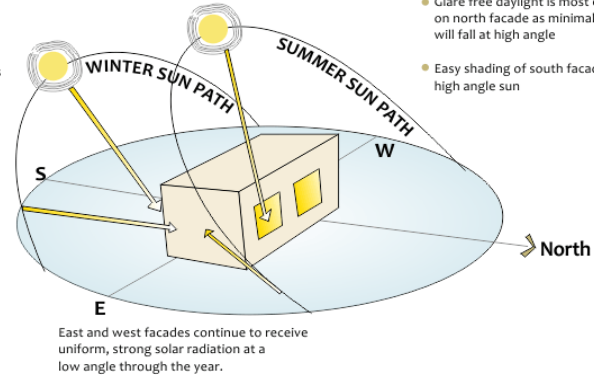 Glare free daylight is most
on north facade as minimal
will fall at high angle
Easy shading of south
high angle sun
WINTER SUN PATH
SUMMER SUN PATH
S
W
North
E
East and west facades continue to receive
uniform, strong solar radiation at a
low angle through the year.